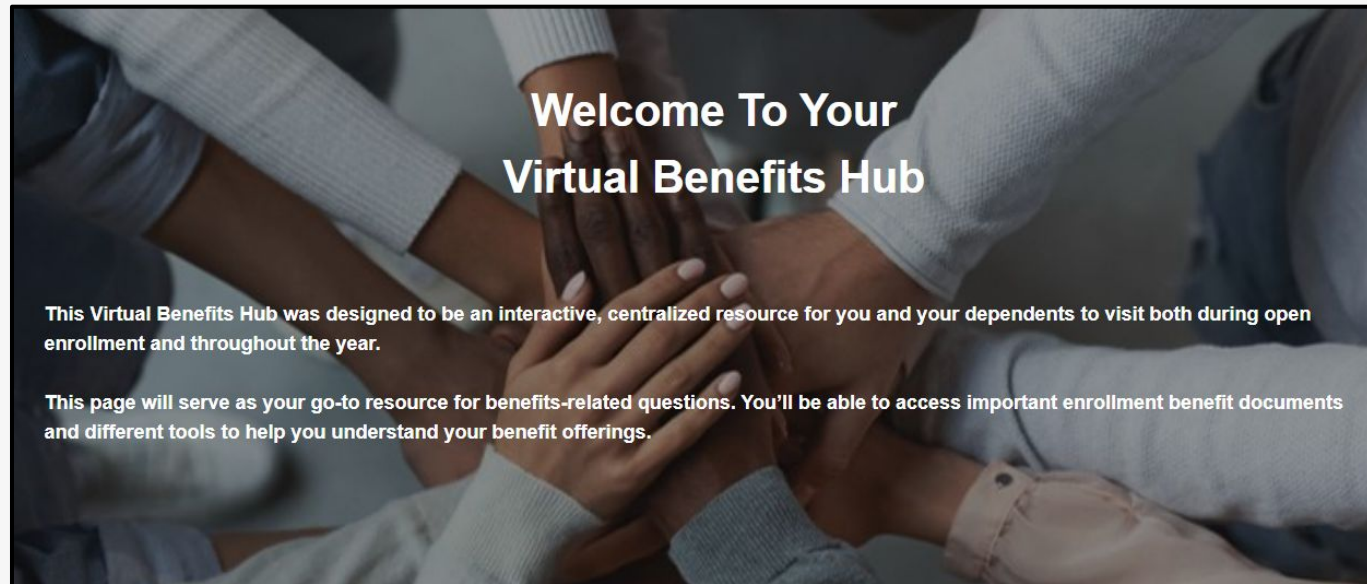 Welcome To Your
Virtual Benefits Hub
This Virtual Benefits Hub was designed to be an interactive, centralized resource for you and your dependents to visit both during open
enrollment and throughout the year.
This page will serve as your go-to resource for benefits-related questions. You’ll be able to access important enrollment benefit documents
and different tools to help you understand your benefit offerings.